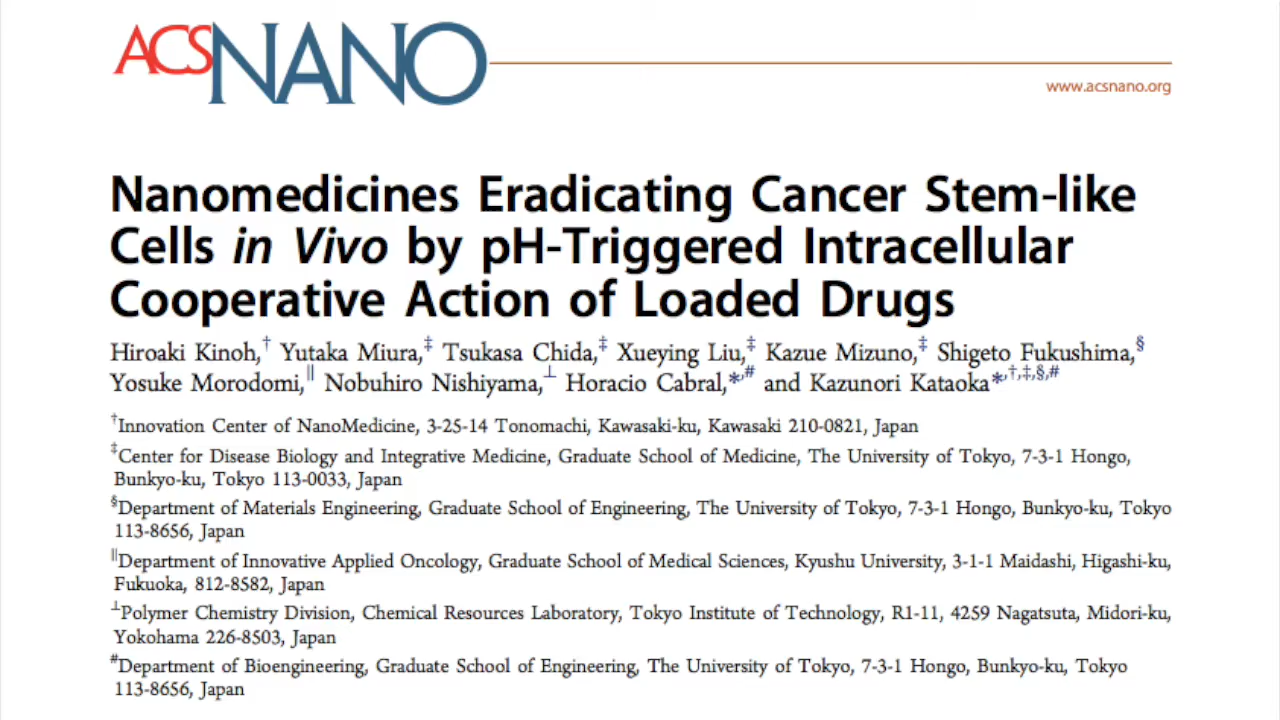 ACSNANO
www.acsnano.org
Nanomedicines Eradicating Cancer Stem-like
Cells in Vivo by pH-Triggered Intracellular
Cooperative Action of Loaded Drugs
Hiroaki Kinoh,† Yutaka Miura,‡ Tsukasa Chida,‡ Xueying Liu,‡ Kazue Mizuno,‡ Shigeto Fukushima,§
Yosuke Morodomi,∥ Nobuhiro Nishiyama,⊥ Horacio Cabral,*,# and Kazunori Kataoka*,†,‡,§,#
†Innovation Center of NanoMedicine, 3-25-14 Tonomachi, Kawasaki-ku, Kawasaki 210-0821, Japan
‡Center for Disease Biology and Integrative Medicine, Graduate School of Medicine, The University of Tokyo, 7-3-1 Hongo,
Bunkyo-ku, Tokyo 113-0033, Japan
§Department of Materials Engineering, Graduate School of Engineering, The University of Tokyo, 7-3-1 Hongo, Bunkyo-ku, Tokyo
113-8656, Japan
∥Department of Innovative Applied Oncology, Graduate School of Medical Sciences, Kyushu University, 3-1-1 Maidashi, Higashi-ku,
Fukuoka, 812-8582, Japan
⊥Polymer Chemistry Division, Chemical Resources Laboratory, Tokyo Institute of Technology, R1-11, 4259 Nagatsuta, Midori-ku,
Yokohama 226-8503, Japan
#Department of Bioengineering, Graduate School of Engineering, The University of Tokyo, 7-3-1 Hongo, Bunkyo-ku, Tokyo
113-8656, Japan